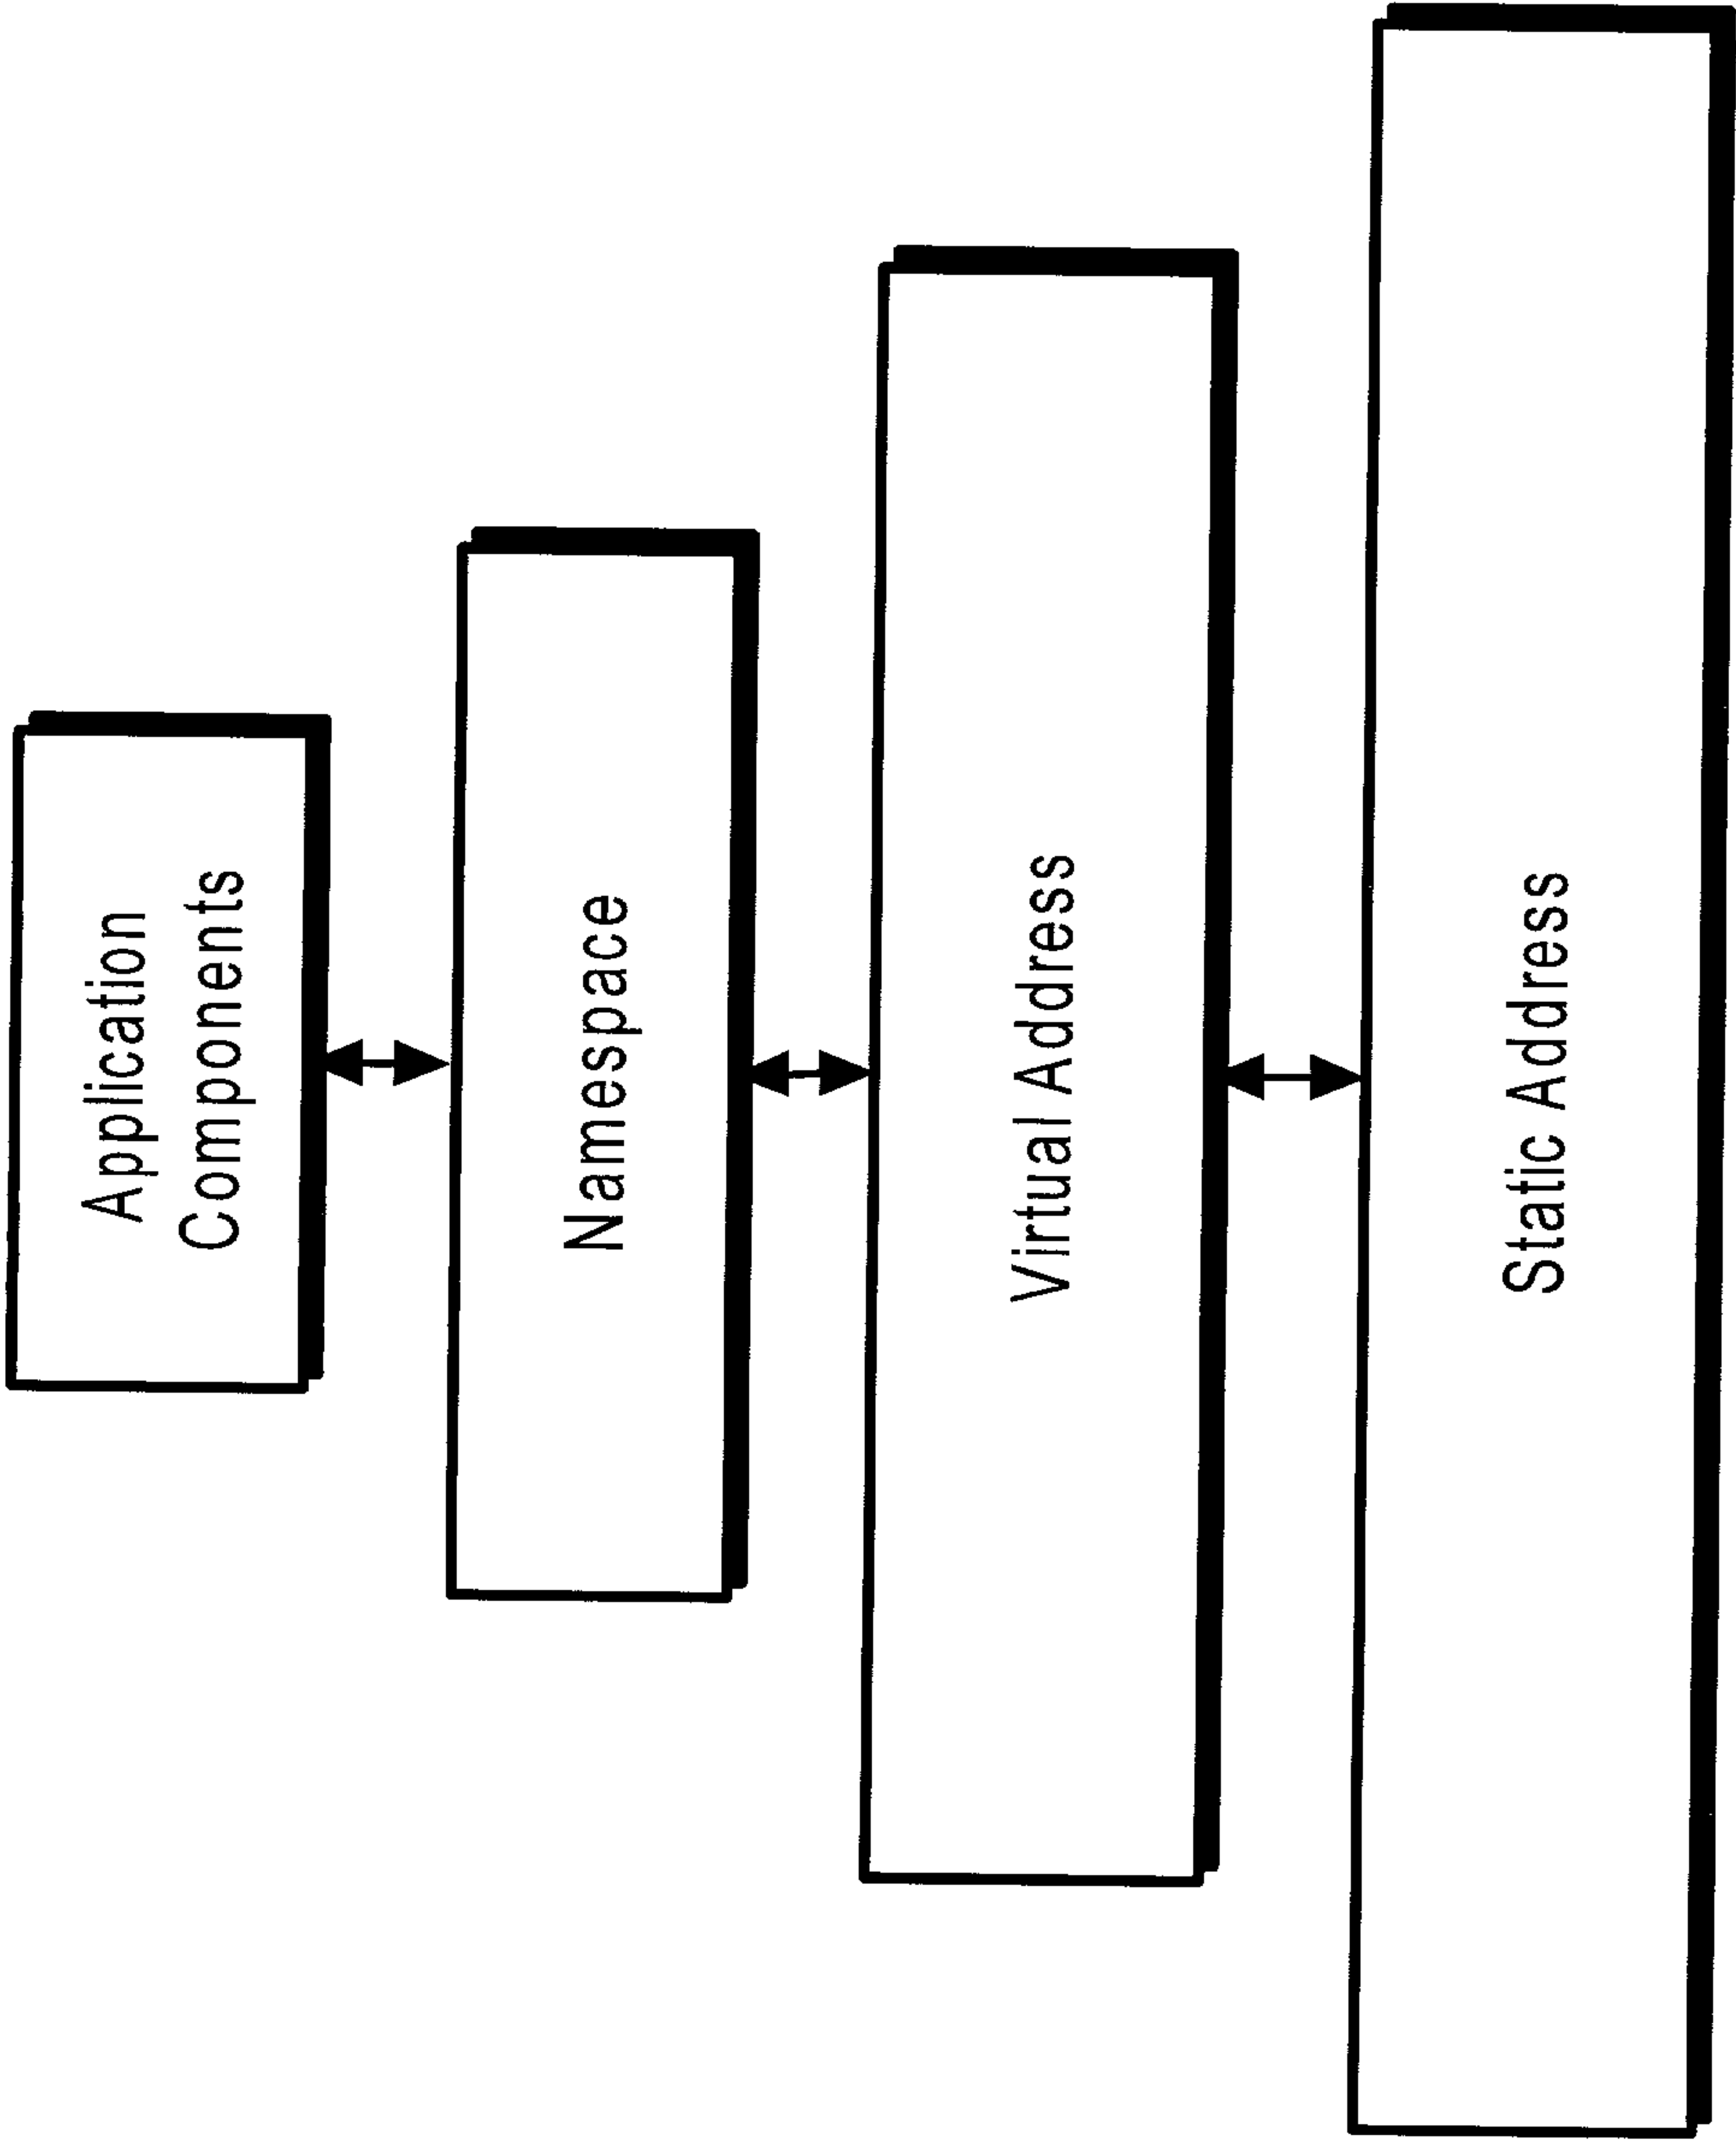 Application
Components
Namespace
Virtual Address
Static Address